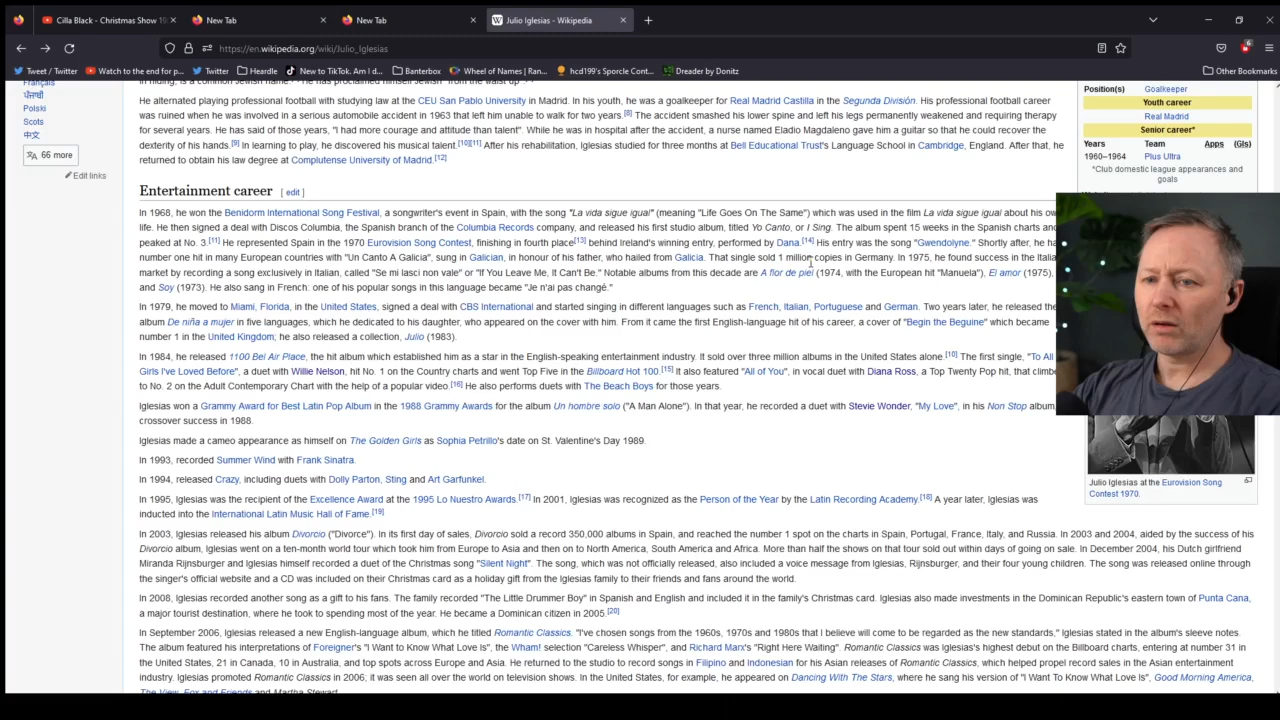 Cilla Black - Christmas Show 19
New Tab
New Tab
Julio Iglesias - Wikipedia
https://en.wikipedia.org/wiki/Julio_Iglesias
6
Tweet / Twitter
Watch to the end for p...
Twitter
Heardle
New to TikTok. Am I d...
Banterbox
Wheel of Names | Ran...
hcd199's Sporcle Cont...
Dreader by Donitz
Other Bookmarks
Français
ਪੰਜਾਬੀ
Polski
Scots
中文
66 more
Edit links
He alternated playing professional football with studying law at the CEU San Pablo University in Madrid. In his youth, he was a goalkeeper for Real Madrid Castilla in the Segunda División. His professional football career
was ruined when he was involved in a serious automobile accident in 1963 that left him unable to walk for two years.[8] The accident smashed his lower spine and left his legs permanently weakened and requiring therapy
for several years. He has said of those years, "I had more courage and attitude than talent". While he was in hospital after the accident, a nurse named Eladio Magdaleno gave him a guitar so that he could recover the
dexterity of his hands.[9] In learning to play, he discovered his musical talent.[10][11] After his rehabilitation, Iglesias studied for three months at Bell Educational Trust's Language School in Cambridge, England. After that, he
returned to obtain his law degree at Complutense University of Madrid.[12]
Entertainment career [ edit ]
In 1968, he won the Benidorm International Song Festival, a songwriter's event in Spain, with the song "La vida sigue igual" (meaning "Life Goes On The Same") which was used in the film La vida sigue igual about his ow
life. He then signed a deal with Discos Columbia, the Spanish branch of the Columbia Records company, and released his first studio album, titled Yo Canto, or I Sing. The album spent 15 weeks in the Spanish charts and
peaked at No. 3.[11] He represented Spain in the 1970 Eurovision Song Contest, finishing in fourth place[13] behind Ireland's winning entry, performed by Dana.[14] His entry was the song "Gwendolyne." Shortly after, he ha
number one hit in many European countries with "Un Canto A Galicia", sung in Galician, in honour of his father from Galicia. That single sold 1 million copies in Germany. In 1975, he found success in the Italia
market by recording a song exclusively in Italian, called "Se mi lasci non vale" or "If You Leave Me, It Can't Be." Notable albums from this decade are A flor de piel (1974, with the European hit "Manuela"), El amor (1975),
and Soy (1973). He also sang in French: one of his popular songs in this language became "Je n'ai pas changé."
In 1979, he moved to Miami, Florida, in the United States, signed a deal with CBS International and started singing in different languages such as French, Italian, Portuguese and German. Two years later, he released the
album De niña a mujer in five languages, which he dedicated to his daughter, who appeared on the cover with him. From it came the first English-language hit of his career, a cover of "Begin the Beguine" which became
number 1 in the United Kingdom; he also released a collection, Julio (1983).
In 1984, he released 1100 Bel Air Place, the hit album which established him as a star in the English-speaking entertainment industry. It sold over three million albums in the United States alone.[10] The first single, "To All
Girls I've Loved Before", a duet with Willie Nelson, hit No. 1 on the Country charts and went Top Five in the Billboard Hot 100.[15] It also featured "All of You", in vocal duet with Diana Ross, a Top Twenty Pop hit, that climbe
to No. 2 on the Adult Contemporary Chart with the help of a popular video.[16] He also performs duets with The Beach Boys for those years.
Iglesias won a Grammy Award for Best Latin Pop Album in the 1988 Grammy Awards for the album Un hombre solo ("A Man Alone"). In that year, he recorded a duet with Stevie Wonder, "My Love", in his Non Stop album,
crossover success in 1988.
Iglesias made a cameo appearance as himself on The Golden Girls as Sophia Petrillo's date on St. Valentine's Day 1989.
In 1993, recorded Summer Wind with Frank Sinatra.
In 1994, released Crazy, including duets with Dolly Parton, Sting and Art Garfunkel.
In 1995, Iglesias was the recipient of the Excellence Award at the 1995 Lo Nuestro Awards.[17] In 2001, Iglesias was recognized as the Person of the Year by the Latin Recording Academy.[18] A year later, Iglesias was
inducted into the International Latin Music Hall of Fame.[19]
In 2003, Iglesias released his album Divorcio ("Divorce"). In its first day of sales, Divorcio sold a record 350,000 albums in Spain, and reached the number 1 spot on the charts in Spain, Portugal, France, Italy, and Russia. In 2003 and 2004, aided by the success of his
Divorcio album, Iglesias went on a ten-month world tour which took him from Europe to Asia and then on to North America, South America and Africa. More than half the shows on that tour sold out within days of going on sale. In December 2004, his Dutch girlfriend
Miranda Rijnsburger and Iglesias himself recorded a duet of the Christmas song "Silent Night". The song, which was not officially released, also included a voice message from Iglesias, Rijnsburger, and their four young children. The song was released online through
the singer's official website and a CD was included on their Christmas card as a holiday gift from the Iglesias family to their friends and fans around the world.
In 2008, Iglesias recorded another song as a gift to his fans. The family recorded "The Little Drummer Boy" in Spanish and English and included it in the family's Christmas card. Iglesias also made investments in the Dominican Republic's eastern town of Punta Cana,
a major tourist destination, where he took to spending most of the year. He became a Dominican citizen in 2005.[20]
In September 2006, Iglesias released a new English-language album, which he titled Romantic Classics. "I've chosen songs from the 1960s, 1970s and 1980s that I believe will come to be regarded as the new standards," Iglesias stated in the album's sleeve notes.
The album featured his interpretations of Foreigner's "I Want to Know What Love Is", the Wham! selection "Careless Whisper", and Richard Marx's "Right Here Waiting". Romantic Classics was Iglesias's highest debut on the Billboard charts, entering at number 31 in
the United States, 21 in Canada, 10 in Australia, and top spots across Europe and Asia. He returned to the studio to record songs in Filipino and Indonesian for his Asian releases of Romantic Classics, which helped propel record sales in the Asian entertainment
industry. Iglesias promoted Romantic Classics in 2006; it was seen all over the world on television shows. In the United States, for example, he appeared on Dancing With The Stars, where he sang his version of "I Want To Know What Love Is", Good Morning America,
The View, Fox and Friends and Martha Stewart.
Position(s) Goalkeeper
Youth career
Real Madrid
Senior career*
Years Team Apps (Gls)
1960–1964 Plus Ultra
*Club domestic league appearances and
goals
Julio Iglesias at the Eurovision Song
Contest 1970.